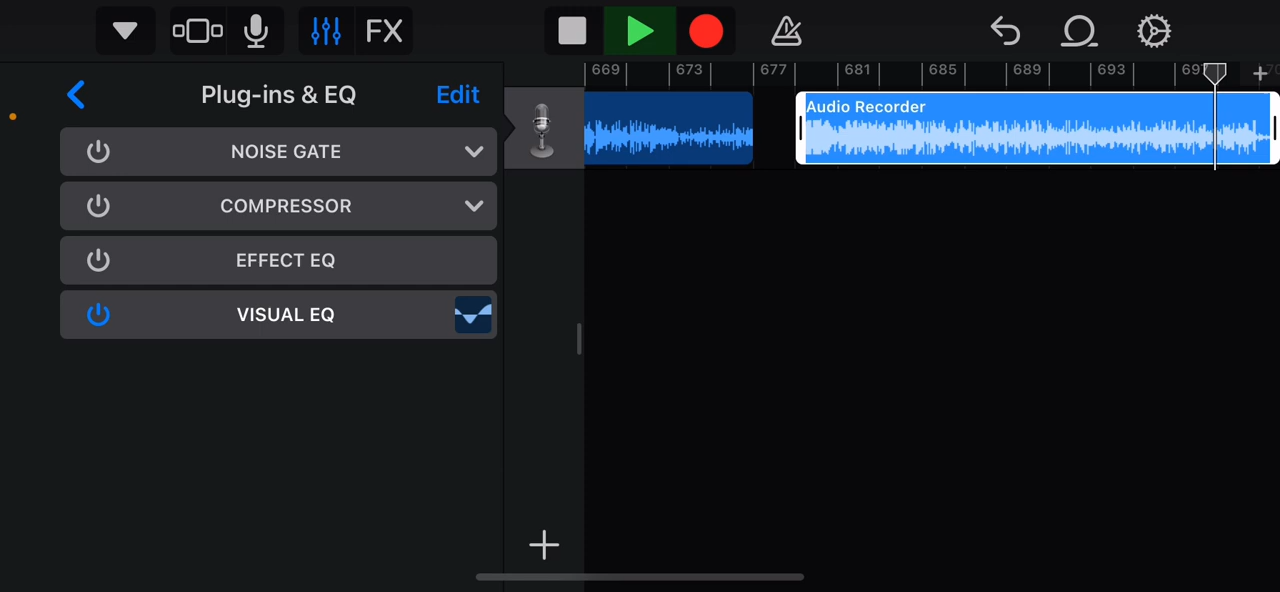 FX
Plug-ins & EQ
Edit
NOISE GATE
COMPRESSOR
EFFECT EQ
VISUAL EQ
669
673
677
681
685
689
693
Audio Recorder